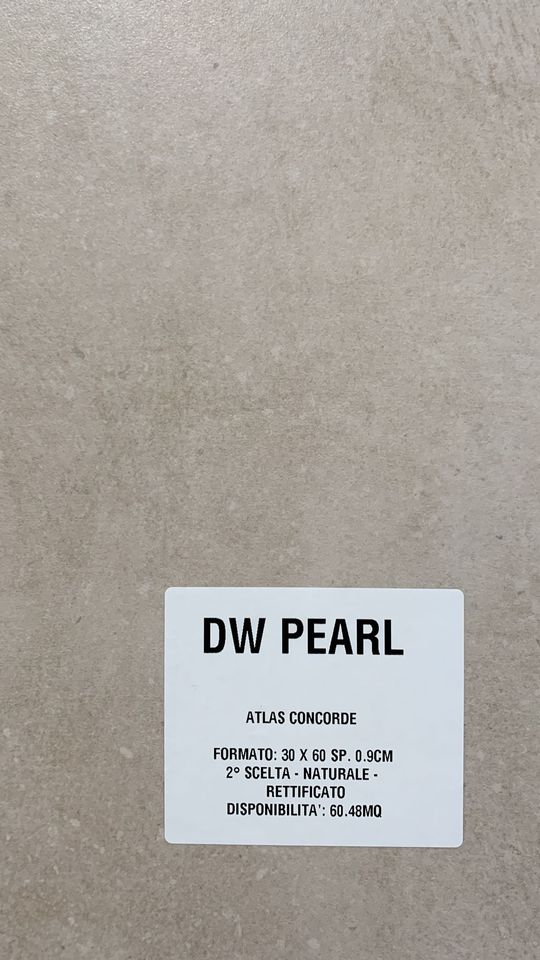 DW PEARL
ATLAS CONCORDE
FORMATO: 30 X 60 SP. 0.9CM
2° SCELTA - NATURALE -
RETTIFICATO
DISPONIBILITA': 60.48MQ